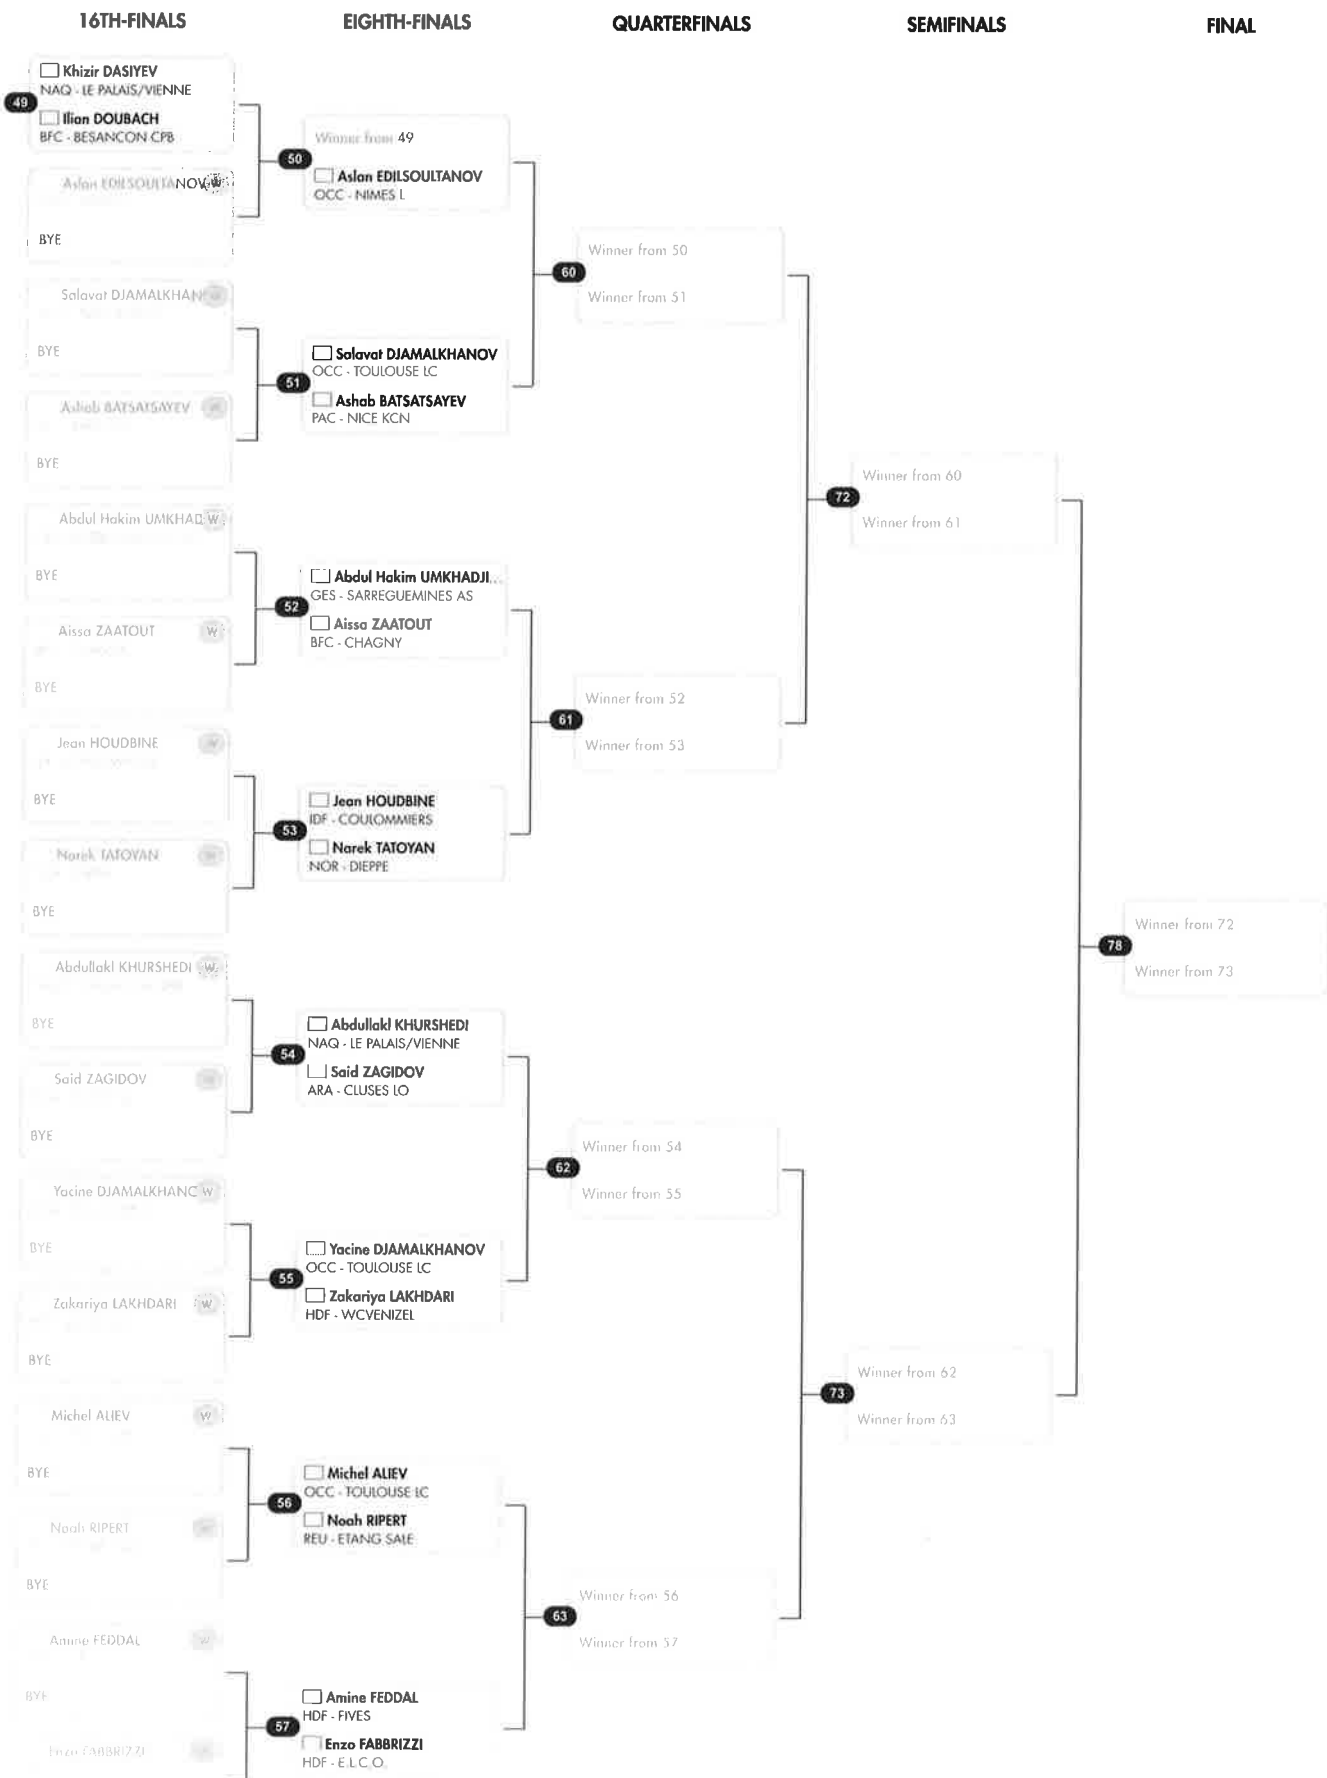 16TH-FINALS
EIGHTH-FINALS
QUARTERFINALS
SEMIFINALS
FINAL
49
Khizir DASIYEV
NAQ - LE PALAIS/VIENNE
Ilian DOUBACH
BFC - BESANCON CPB
Aslan EDILSOULTANOV W
BYE
Salavat DJAMALKHAN
BYE
Ashab BATSATSAYEV
BYE
Abdul Hakim UMKHAD W
BYE
Aissa ZAATOUT W
BYE
Jean HOUDBINE W
BYE
Narek TATOYAN W
BYE
Abdullakl KHURSHEDI W
BYE
Said ZAGIDOV W
BYE
Yacine DJAMALKHANO W
BYE
Zakariya LAKHDARI W
BYE
Michel ALIEV W
BYE
Noah RIPERT
BYE
Amine FEDDAL W
BYE
Enzo FABBRIZZI
50
Winner from 49
Aslan EDILSOULTANOV
OCC - NIMES L
51
Salavat DJAMALKHANOV
OCC - TOULOUSE LC
Ashab BATSATSAYEV
PAC - NICE KCN
52
Abdul Hakim UMKHADJI...
GES - SARREGUEMINES AS
Aissa ZAATOUT
BFC - CHAGNY
53
Jean HOUDBINE
IDF - COULOMMIERS
Narek TATOYAN
NOR - DIEPPE
54
Abdullakl KHURSHEDI
NAQ - LE PALAIS/VIENNE
Said ZAGIDOV
ARA - CLUSES LO
55
Yacine DJAMALKHANOV
OCC - TOULOUSE LC
Zakariya LAKHDARI
HDF - WCVENIZEL
56
Michel ALIEV
OCC - TOULOUSE LC
Noah RIPERT
REU - ETANG SALE
57
Amine FEDDAL
HDF - FIVES
Enzo FABBRIZZI
HDF - E.L.C.O.
60
Winner from 50
Winner from 51
61
Winner from 52
Winner from 53
62
Winner from 54
Winner from 55
63
Winner from 56
Winner from 57
72
Winner from 60
Winner from 61
73
Winner from 62
Winner from 63
78
Winner from 72
Winner from 73